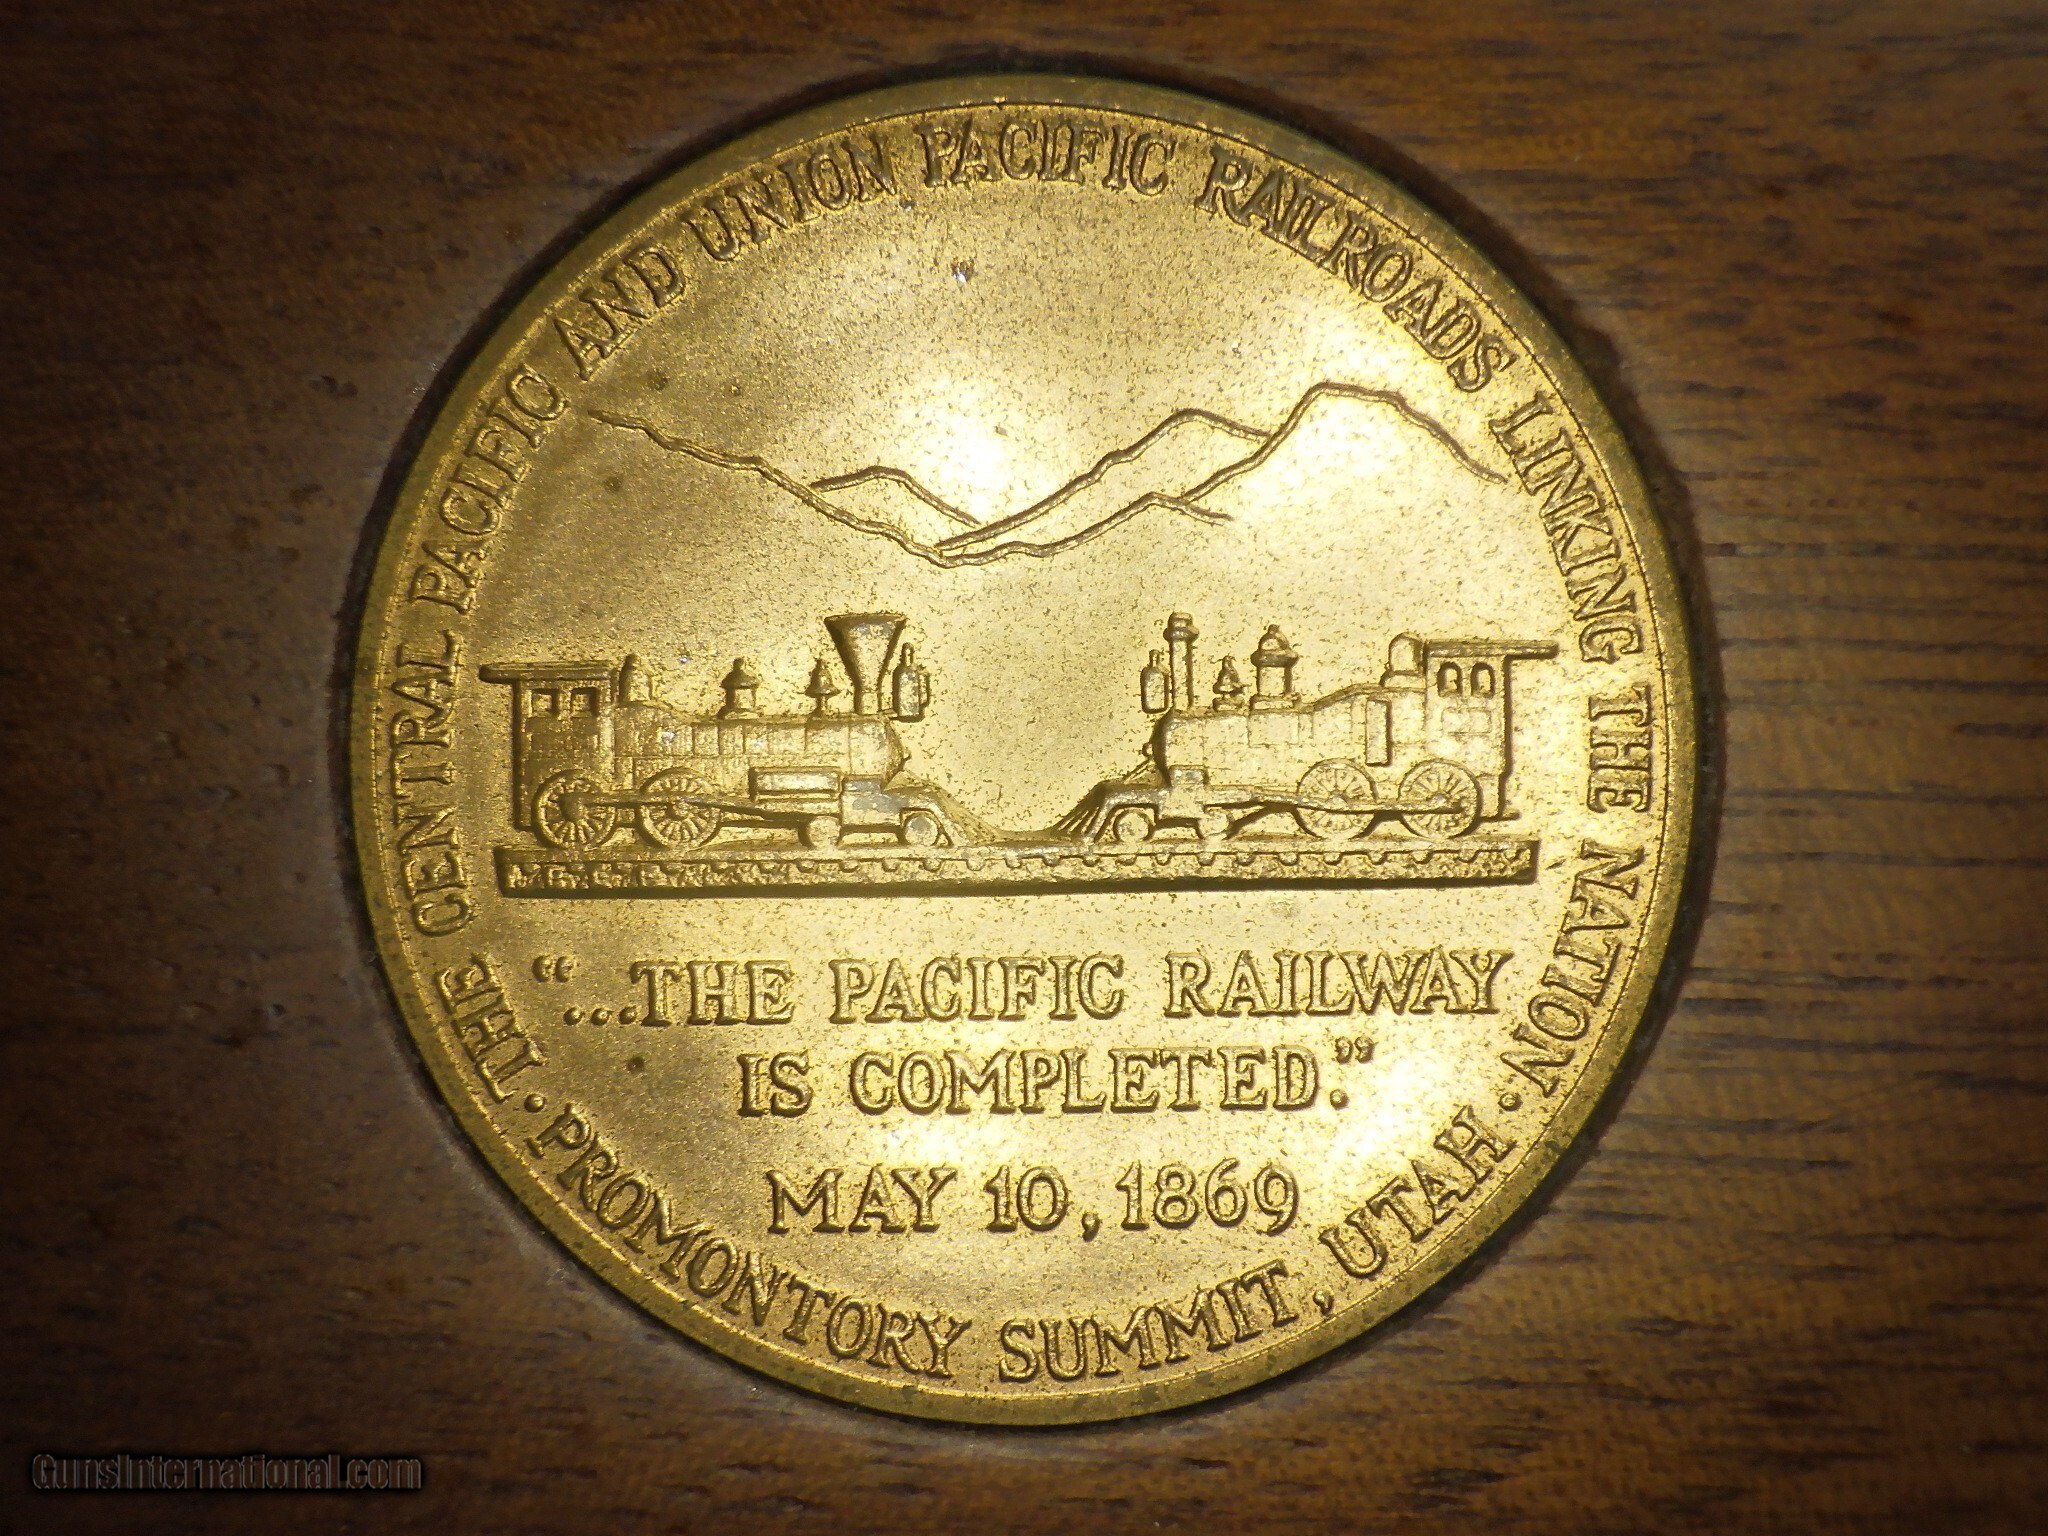 THE CENTRAL PACIFIC AND UNION PACIFIC RAILROADS LINKING THE NATION
"...THE PACIFIC RAILWAY
IS COMPLETED."
MAY 10, 1869
· PROMONTORY SUMMIT, UTAH ·
GunsInternational.com